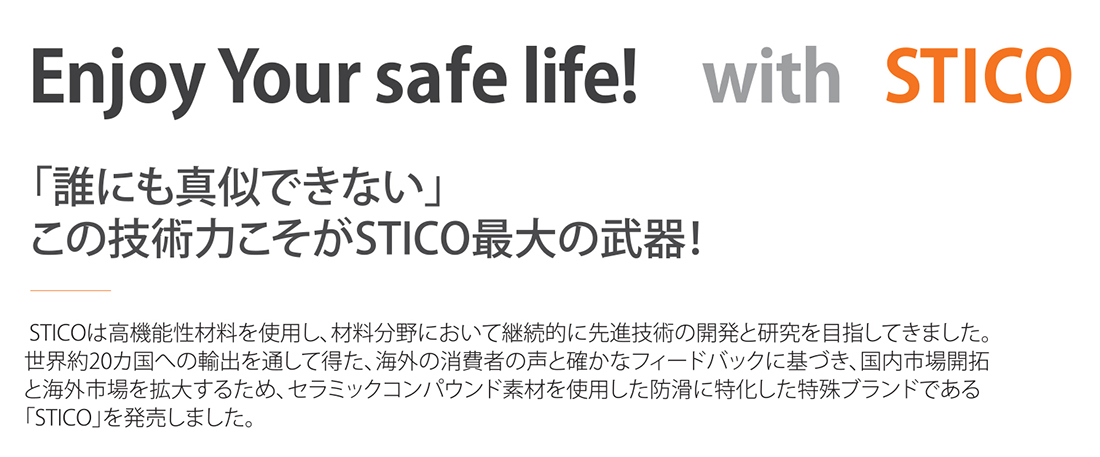 Enjoy Your safe life! with STICO
「誰にも真似できない」
この技術力こそがSTICO最大の武器!
STICOは高機能性材料を使用し、材料分野において継続的に先進技術の開発と研究を目指してきました。
世界約20カ国への輸出を通して得た、海外の消費者の声と確かなフィードバックに基づき、国内市場開拓
と海外市場を拡大するため、セラミックコンパウンド素材を使用した防滑に特化した特殊ブランドである
「STICO」を発売しました。